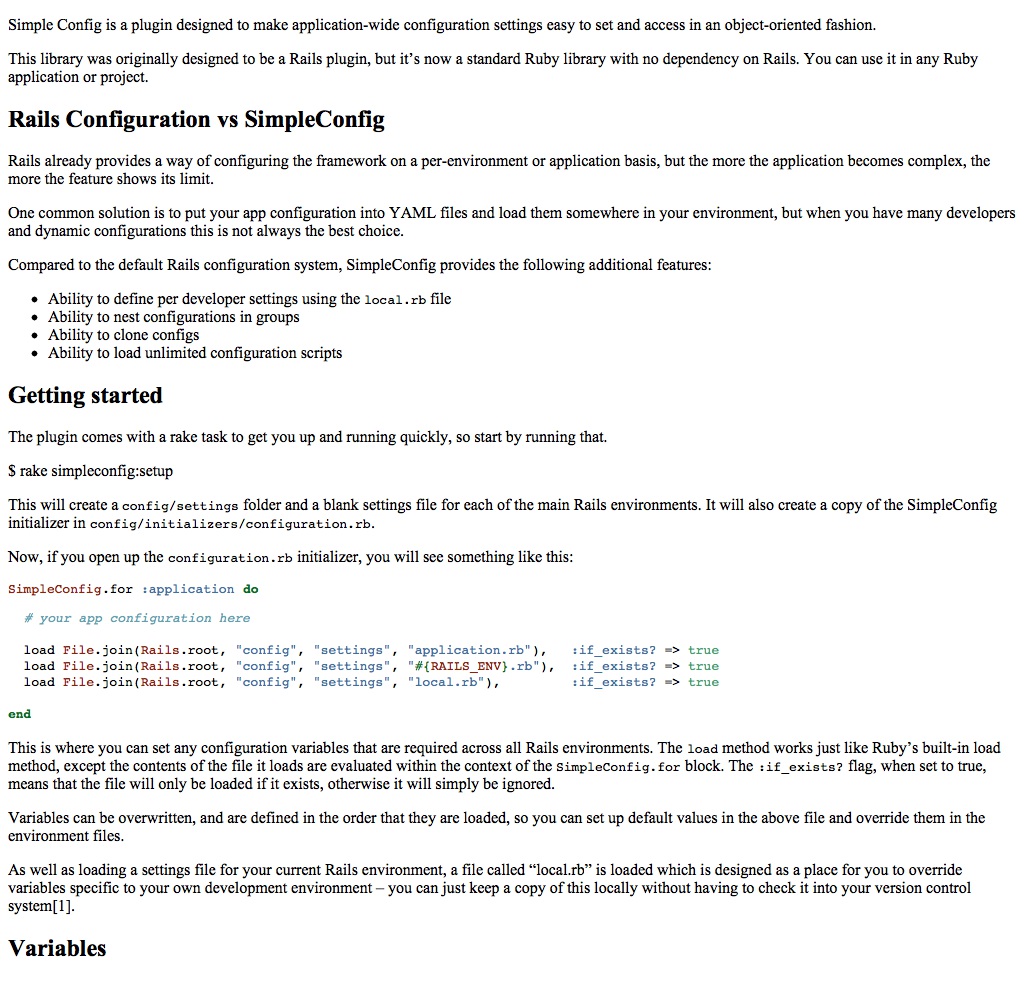 Simple Config is a plugin designed to make application-wide configuration settings easy to set and access in an object-oriented fashion.
This library was originally designed to be a Rails plugin, but it’s now a standard Ruby library with no dependency on Rails. You can use it in any Ruby
application or project.
Rails Configuration vs SimpleConfig
Rails already provides a way of configuring the framework on a per-environment or application basis, but the more the application becomes complex, the
more the feature shows its limit.
One common solution is to put your app configuration into YAML files and load them somewhere in your environment, but when you have many developers
and dynamic configurations this is not always the best choice.
Compared to the default Rails configuration system, SimpleConfig provides the following additional features:
• Ability to define per developer settings using the local.rb file
• Ability to nest configurations in groups
• Ability to clone configs
• Ability to load unlimited configuration scripts
Getting started
The plugin comes with a rake task to get you up and running quickly, so start by running that.
$ rake simpleconfig:setup
This will create a config/settings folder and a blank settings file for each of the main Rails environments. It will also create a copy of the SimpleConfig
initializer in config/initializers/configuration.rb.
Now, if you open up the configuration.rb initializer, you will see something like this:
SimpleConfig.for :application do
# your app configuration here
load File.join(Rails.root, "config", "settings", "application.rb"), :if_exists? => true
load File.join(Rails.root, "config", "settings", "#{RAILS_ENV}.rb"), :if_exists? => true
load File.join(Rails.root, "config", "settings", "local.rb"), :if_exists? => true
end
This is where you can set any configuration variables that are required across all Rails environments. The load method works just like Ruby’s built-in load
method, except the contents of the file it loads are evaluated within the context of the SimpleConfig.for block. The :if_exists? flag, when set to true,
means that the file will only be loaded if it exists, otherwise it will simply be ignored.
Variables can be overwritten, and are defined in the order that they are loaded, so you can set up default values in the above file and override them in the
environment files.
As well as loading a settings file for your current Rails environment, a file called “local.rb” is loaded which is designed as a place for you to override
variables specific to your own development environment – you can just keep a copy of this locally without having to check it into your version control
system[1].
Variables